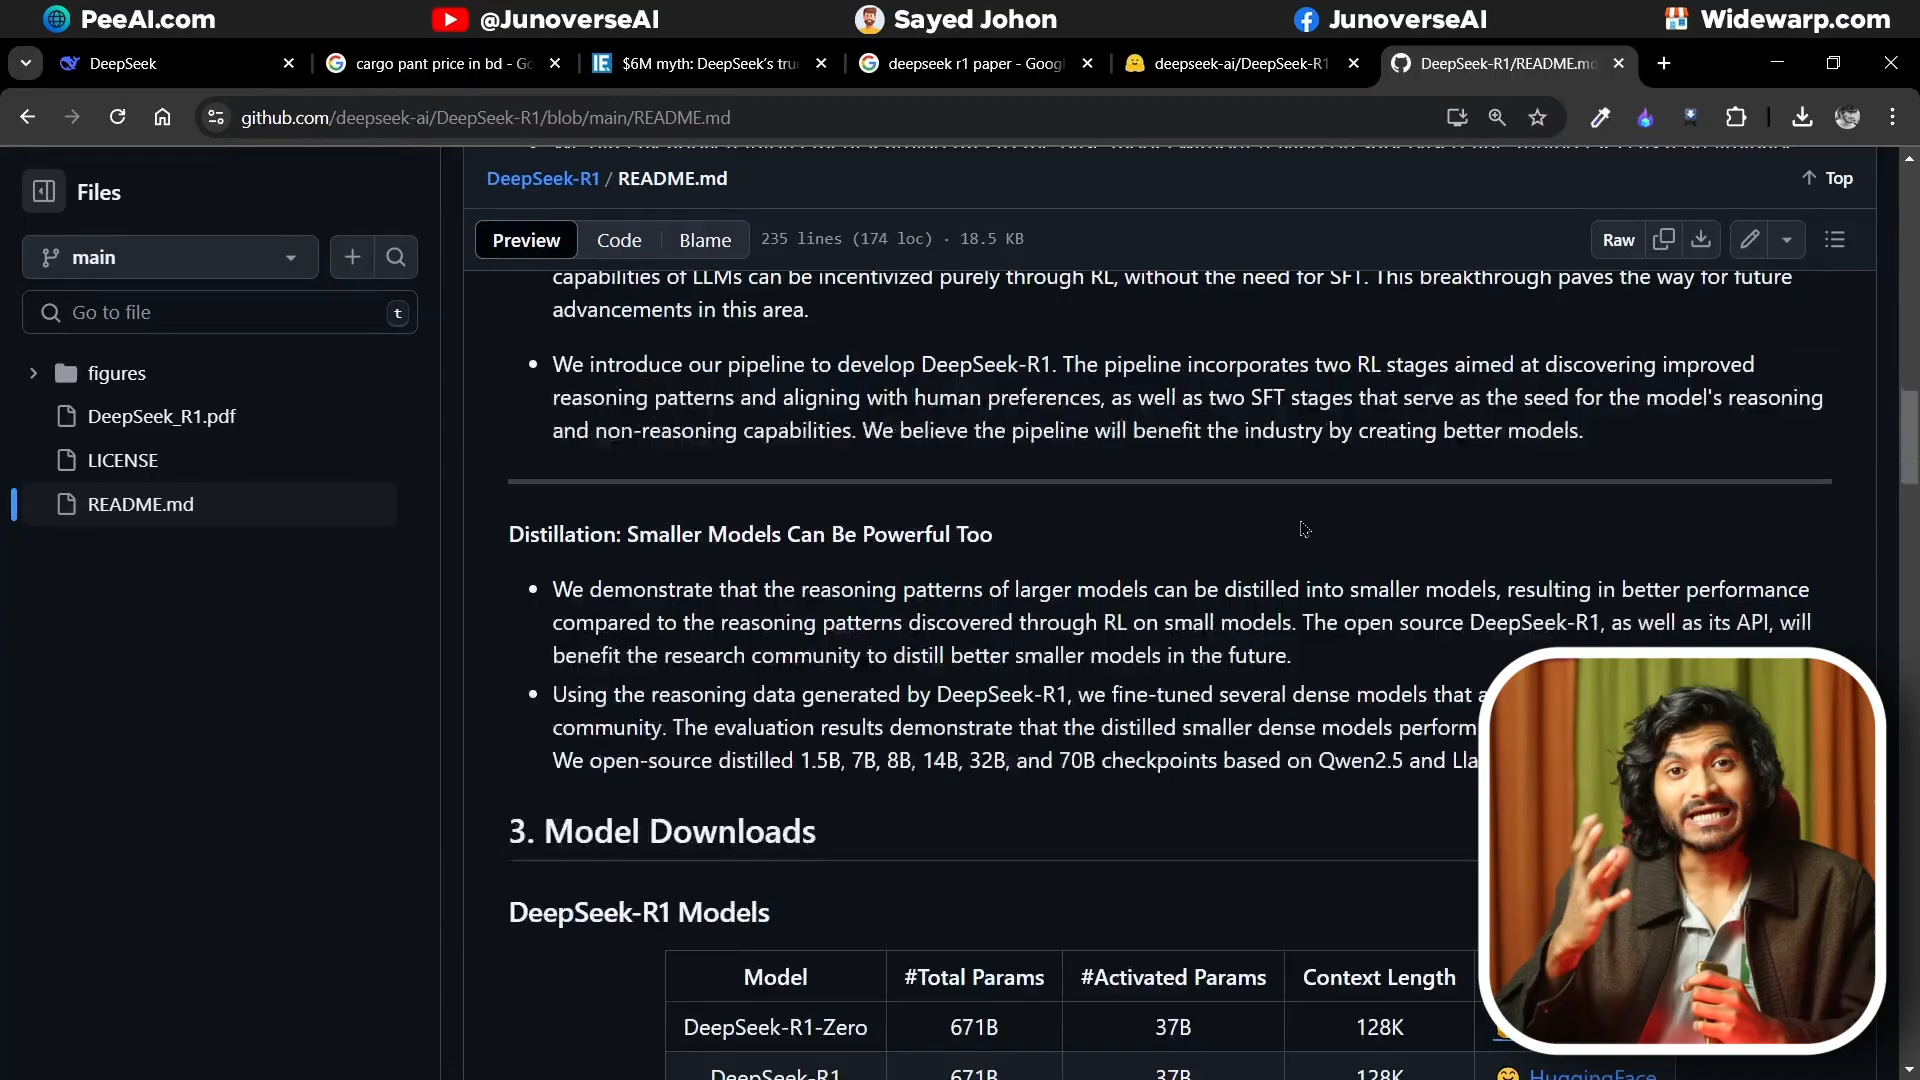 PeeAI.com @JunoverseAI Sayed Johon JunoverseAI Widewarp.com
DeepSeek cargo pant price in bd - Go $6M myth: DeepSeek's tru deepseek r1 paper - Googl deepseek-ai/DeepSeek-R1 DeepSeek-R1/README.md
github.com/deepseek-ai/DeepSeek-R1/blob/main/README.md
Files
main
Go to file t
figures
DeepSeek_R1.pdf
LICENSE
README.md
DeepSeek-R1 / README.md
Top
Preview Code Blame 235 lines (174 loc) · 18.5 KB Raw
capabilities of LLMs can be incentivized purely through RL, without the need for SFT. This breakthrough paves the way for future
advancements in this area.
We introduce our pipeline to develop DeepSeek-R1. The pipeline incorporates two RL stages aimed at discovering improved
reasoning patterns and aligning with human preferences, as well as two SFT stages that serve as the seed for the model's reasoning
and non-reasoning capabilities. We believe the pipeline will benefit the industry by creating better models.
Distillation: Smaller Models Can Be Powerful Too
We demonstrate that the reasoning patterns of larger models can be distilled into smaller models, resulting in better performance
compared to the reasoning patterns discovered through RL on small models. The open source DeepSeek-R1, as well as its API, will
benefit the research community to distill better smaller models in the future.
Using the reasoning data generated by DeepSeek-R1, we fine-tuned several dense models that a
community. The evaluation results demonstrate that the distilled smaller dense models perform
We open-source distilled 1.5B, 7B, 8B, 14B, 32B, and 70B checkpoints based on Qwen2.5 and Lla
3. Model Downloads
DeepSeek-R1 Models
Model #Total Params #Activated Params Context Length
DeepSeek-R1-Zero 671B 37B 128K
DeepSeek-R1 671B 37B 128K HuggingFace